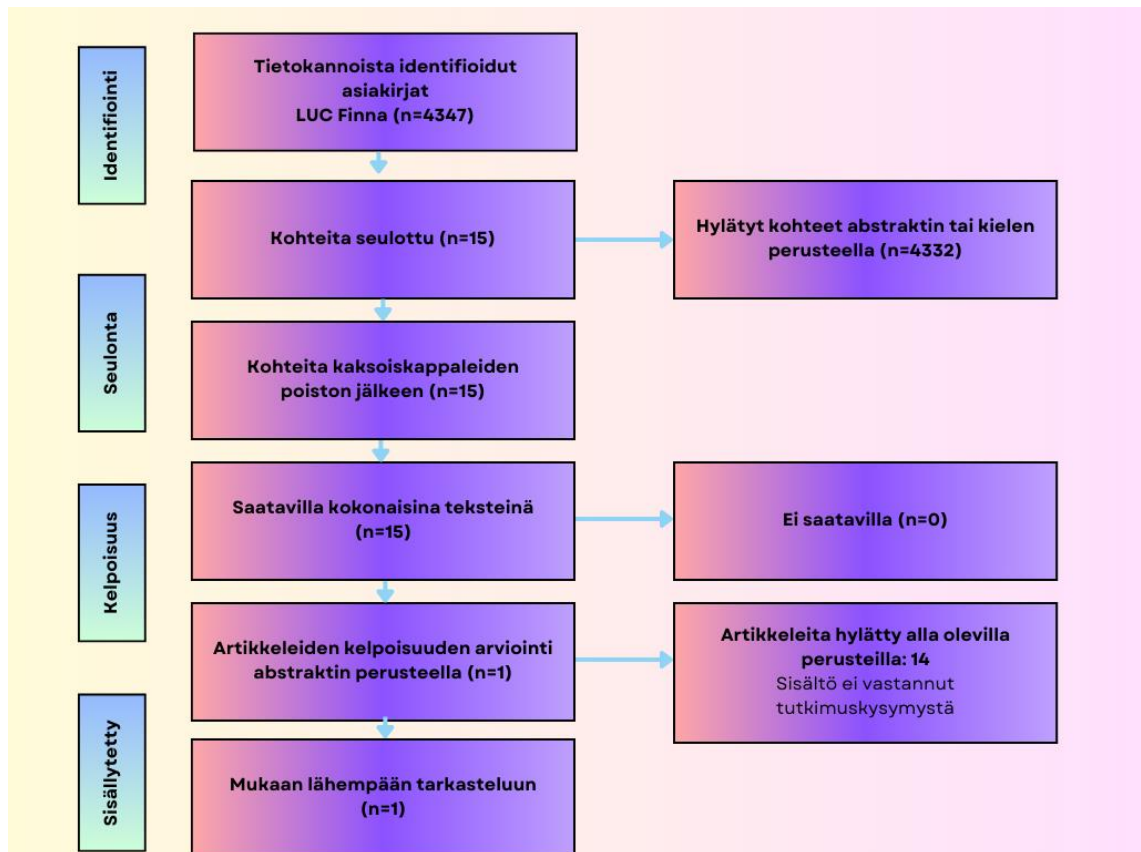 Identifiointi
Tietokannoista identifioidut
asiakirjat
LUC Finna (n=4347)
Kohteita seulottu (n=15)
Hylätyt kohteet abstraktin tai kielen
perusteella (n=4332)
Seulonta
Kohteita kaksoiskappaleiden
poiston jälkeen (n=15)
Kelpoisuus
Saatavilla kokonaisina teksteinä
(n=15)
Ei saatavilla (n=0)
Artikkeleiden kelpoisuuden arviointi
abstraktin perusteella (n=1)
Artikkeleita hylätty alla olevilla
perusteilla: 14
Sisältö ei vastannut
tutkimuskysymystä
Sisällytetty
Mukaan lähempään tarkasteluun
(n=1)